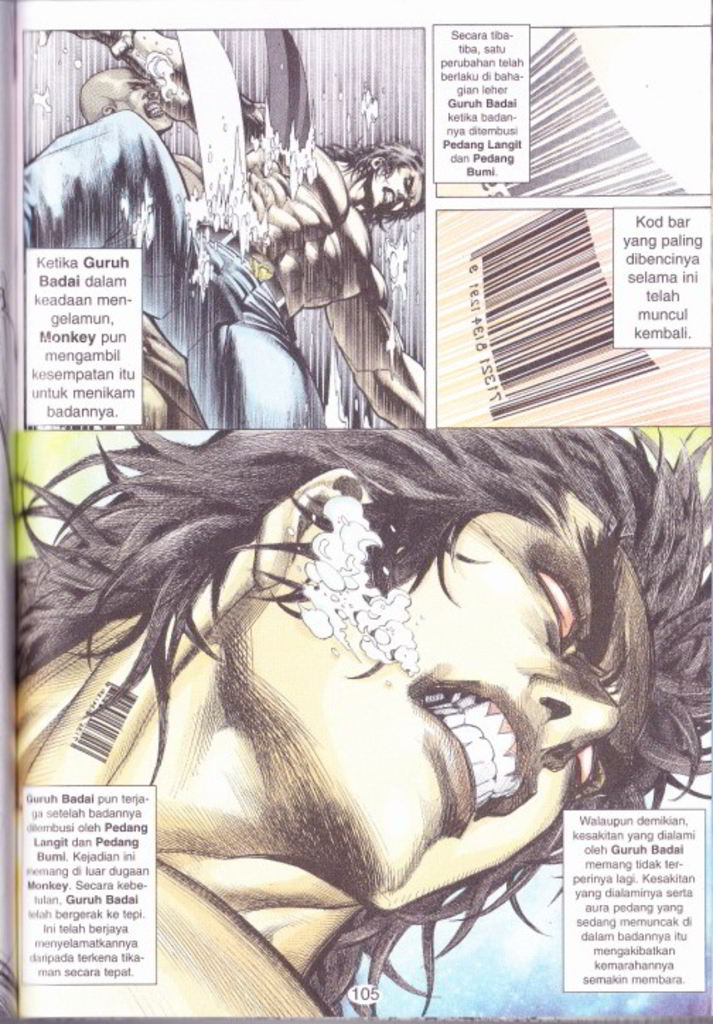 Ketika Guruh
Badai dalam
keadaan men-
gelamun,
Monkey pun
mengambil
kesempatan itu
untuk menikam
badannya.
Secara tiba-
tiba, satu
perubahan telah
berlaku di baha-
gian leher
Guruh Badai
ketika badan-
nya ditembusi
Pedang Langit
dan Pedang
Bumi.
Kod bar
yang paling
dibencinya
selama ini
telah
muncul
kembali.
Guruh Badai pun terja-
ga setelah badannya
ditembusi oleh Pedang
Langit dan Pedang
Bumi. Kejadian ini
memang di luar dugaan
Monkey. Secara kebe-
tulan, Guruh Badai
telah bergerak ke tepi.
Ini telah berjaya
menyelamatkannya
daripada terkena tika-
man secara tepat.
Walaupun demikian,
kesakitan yang dialami
oleh Guruh Badai
memang tidak ter-
perinya lagi. Kesakitan
yang dialaminya serta
aura pedang yang
sedang memuncak di
dalam badannya itu
mengakibatkan
kemarahannya
semakin membara.
105